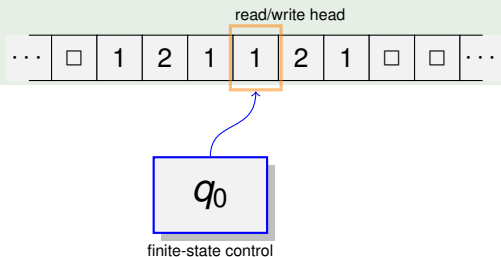 read/write head
··· □ 1 2 1 1 2 1 □ □ ···
q₀
finite-state control